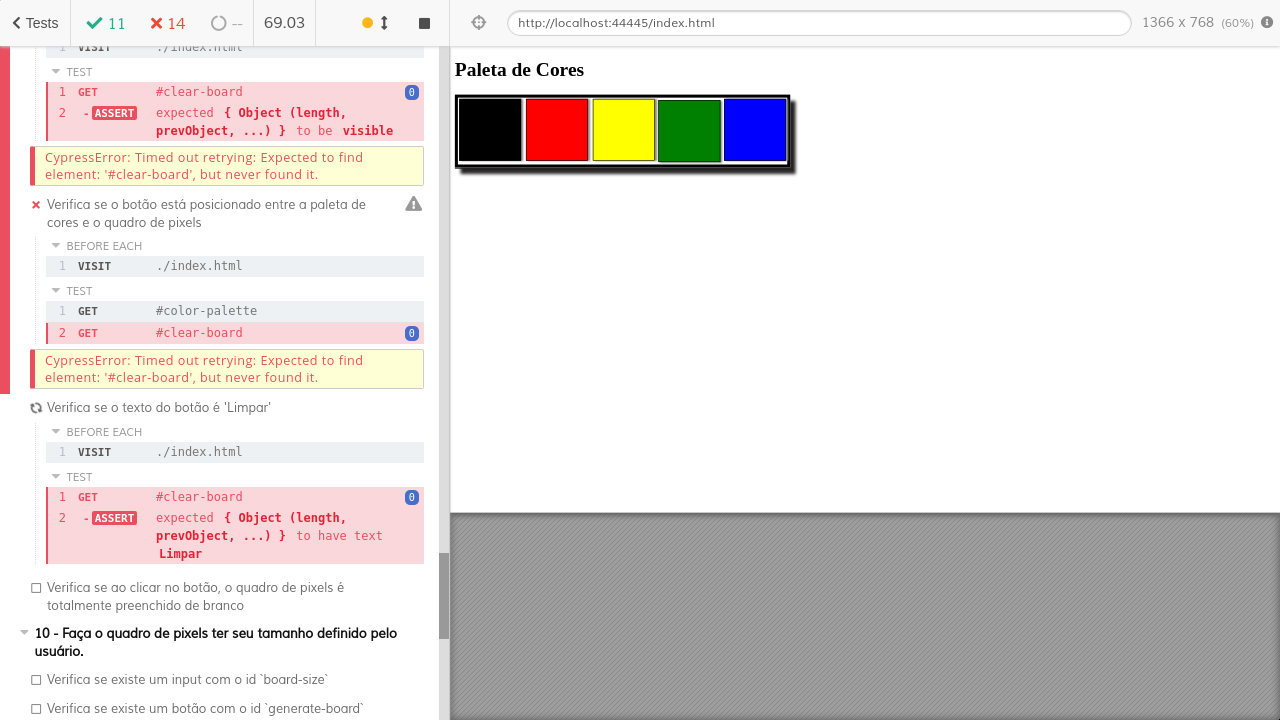 Tests
11
14
--
69.03
http://localhost:44445/index.html
1366 x 768 (60%)
1 VISIT ./index.html
TEST
1 GET #clear-board 0
2 -ASSERT expected { Object (length,
prevObject, ...) } to be visible
CypressError: Timed out retrying: Expected to find
element: '#clear-board', but never found it.
Verifica se o botão está posicionado entre a paleta de
cores e o quadro de pixels
BEFORE EACH
1 VISIT ./index.html
TEST
1 GET #color-palette
2 GET #clear-board 0
CypressError: Timed out retrying: Expected to find
element: '#clear-board', but never found it.
Verifica se o texto do botão é 'Limpar'
BEFORE EACH
1 VISIT ./index.html
TEST
1 GET #clear-board 0
2 -ASSERT expected { Object (length,
prevObject, ...) } to have text
Limpar
Verifica se ao clicar no botão, o quadro de pixels é
totalmente preenchido de branco
10 - Faça o quadro de pixels ter seu tamanho definido pelo
usuário.
Verifica se existe um input com o id `board-size`
Verifica se existe um botão com o id `generate-board`
Paleta de Cores